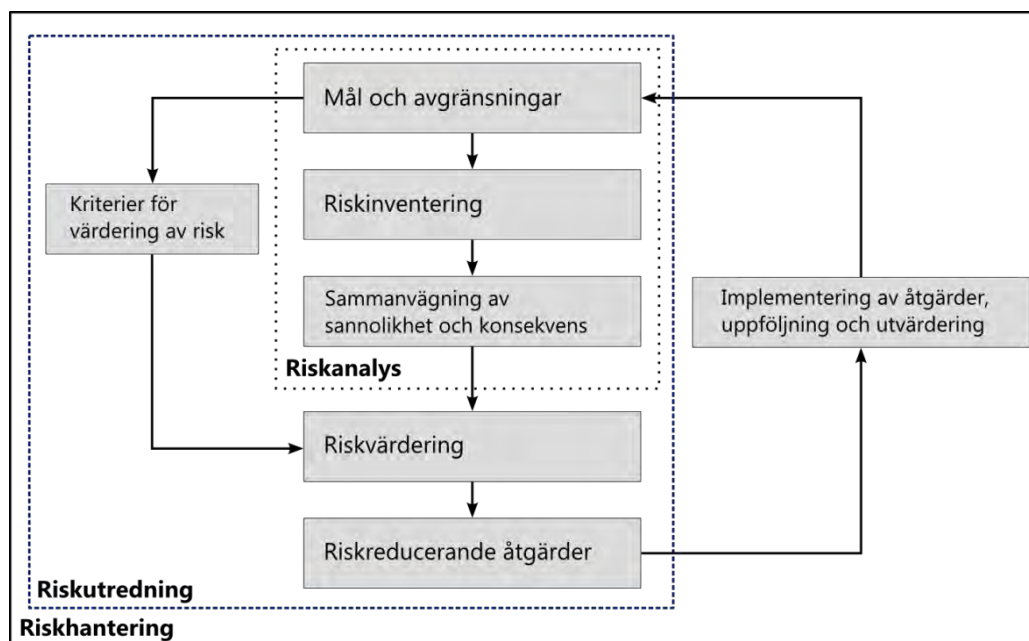 Mål och avgränsningar
Kriterier för
värdering av risk
Riskinventering
Sammanvägning av
sannolikhet och konsekvens
Riskanalys
Implementering av åtgärder,
uppföljning och utvärdering
Riskvärdering
Riskreducerande åtgärder
Riskutredning
Riskhantering